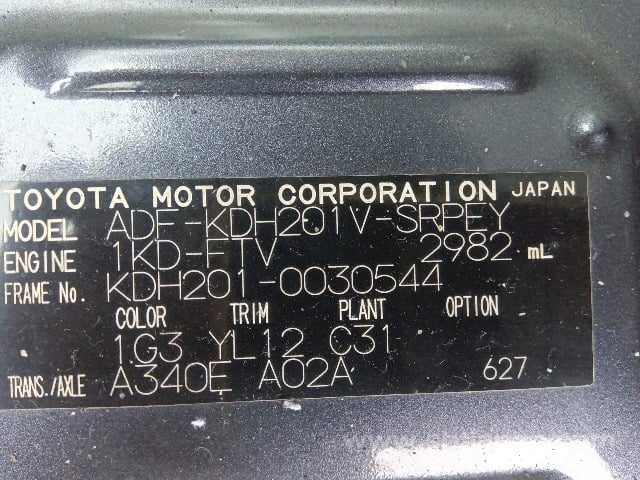 TOYOTA MOTOR CORPORATION JAPAN
MODEL ADF-KDH201V-SRPEY
ENGINE 1KD-FTV 2982 mL
FRAME No. KDH201-0030544
COLOR TRIM PLANT OPTION
1G3 YL12 C31
TRANS./AXLE A340E A02A 627